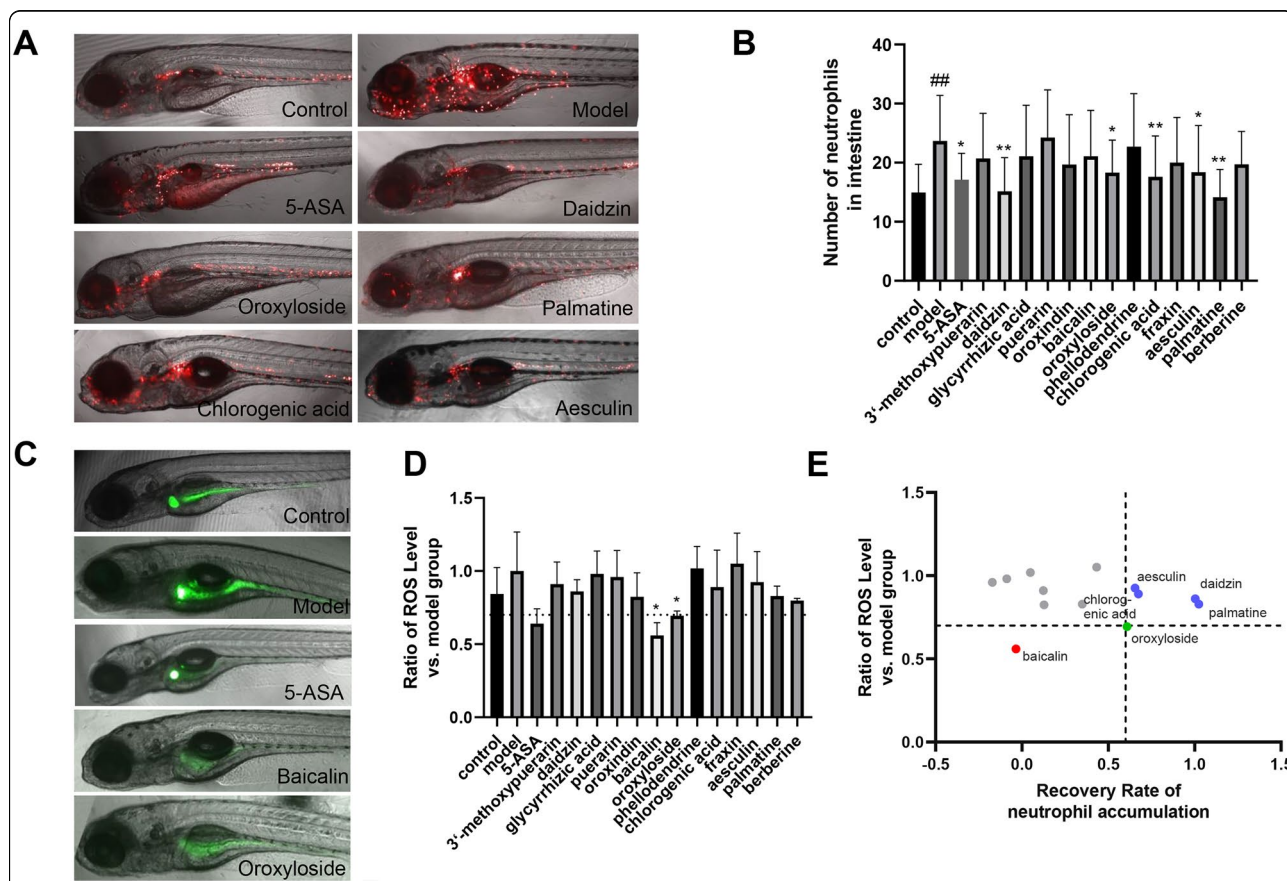 A
Control
Model
5-ASA
Daidzin
Oroxyloside
Palmatine
Chlorogenic acid
Aesculin
B
Number of neutrophils
in intestine
40
30
20
10
0
##
*
**
*
**
*
**
control
model
5-ASA
3‘-methoxypuerarin
daidzin
glycyrrhizic acid
puerarin
oroxindin
baicalin
oroxyloside
phellodendrine
chlorogenic acid
fraxin
aesculin
palmatine
berberine
C
Control
Model
5-ASA
Baicalin
Oroxyloside
D
Ratio of ROS Level
vs. model group
1.5
1.0
0.5
0.0
*
*
control
model
5-ASA
3‘-methoxypuerarin
daidzin
glycyrrhizic acid
puerarin
oroxindin
baicalin
oroxyloside
phellodendrine
chlorogenic acid
fraxin
aesculin
palmatine
berberine
E
Ratio of ROS Level
vs. model group
1.5
1.0
0.5
0.0
aesculin
daidzin
chlorog-
enic acid
palmatine
oroxyloside
baicalin
-0.5
0.0
0.5
1.0
1.5
Recovery Rate of
neutrophil accumulation